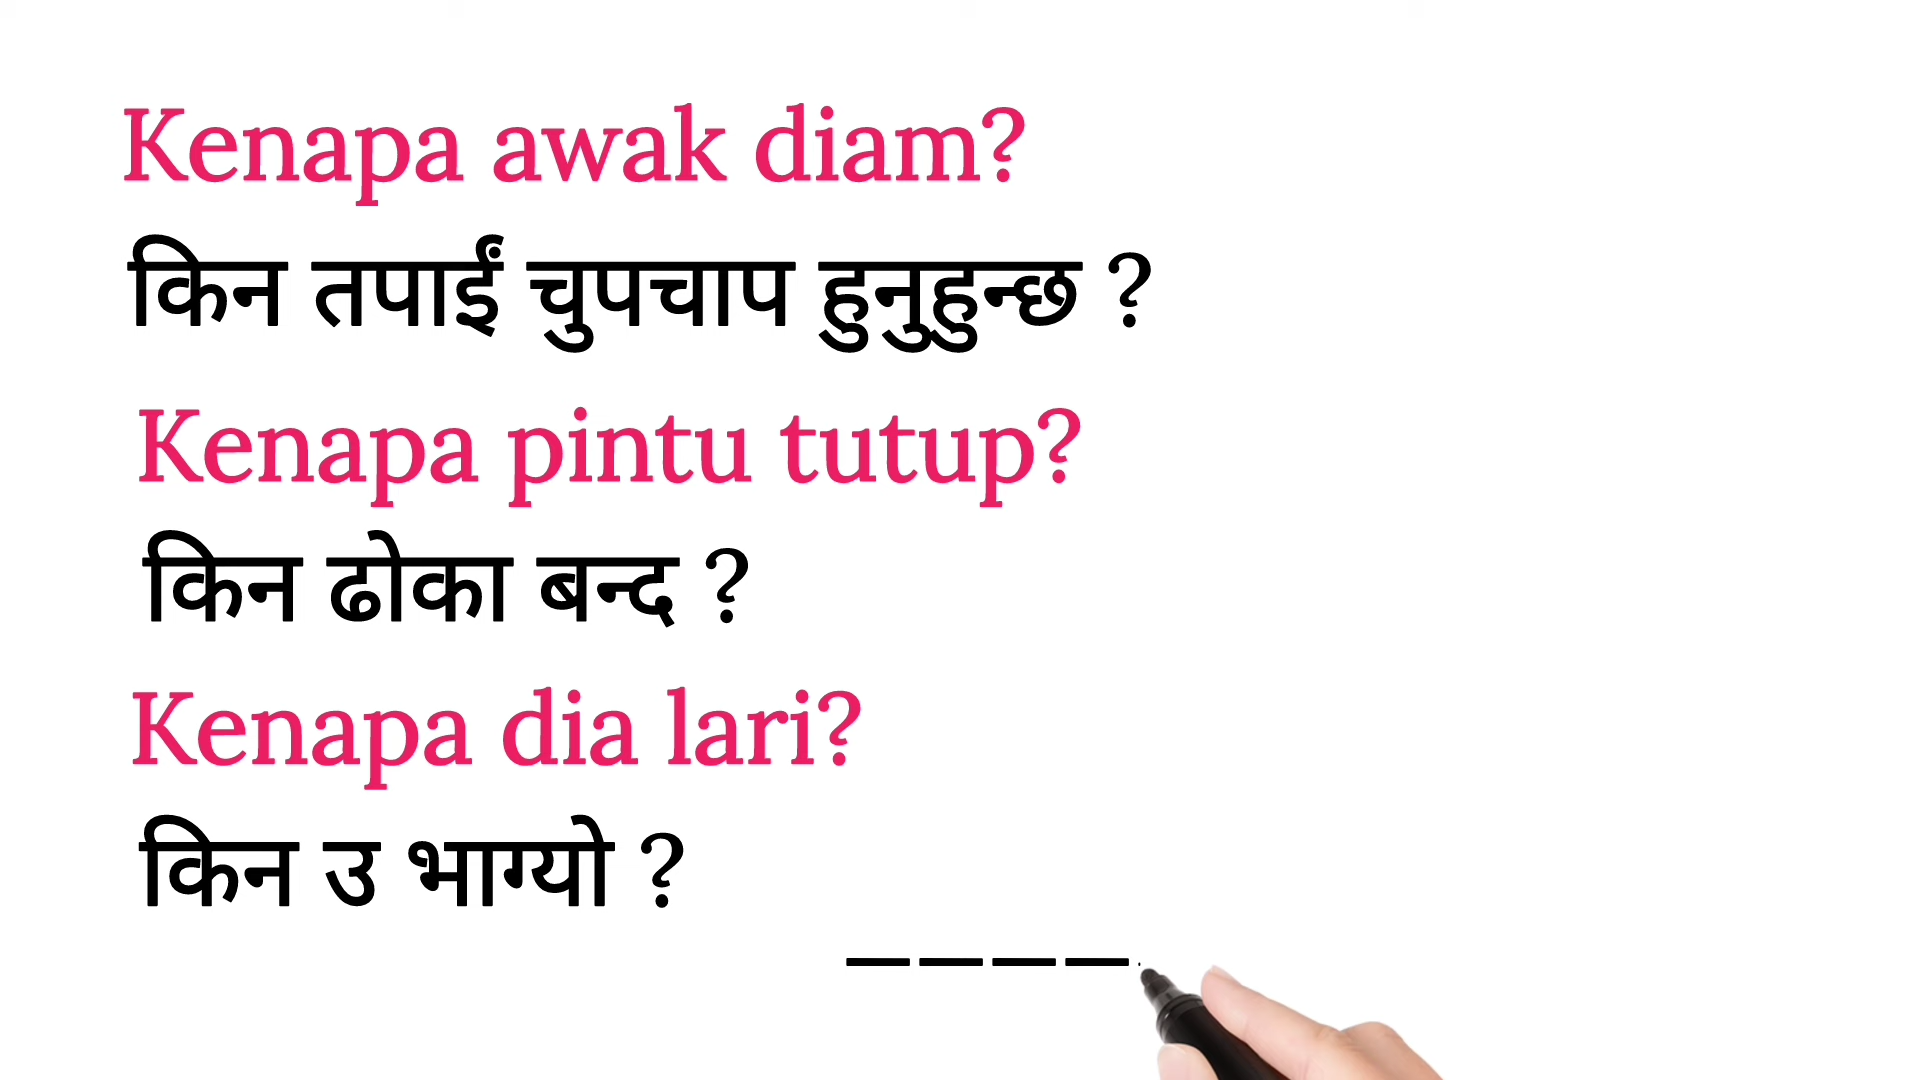 Kenapa awak diam?
किन तपाईं चुपचाप हुनुहुन्छ ?
Kenapa pintu tutup?
किन ढोका बन्द ?
Kenapa dia lari?
किन उ भाग्यो ?
————